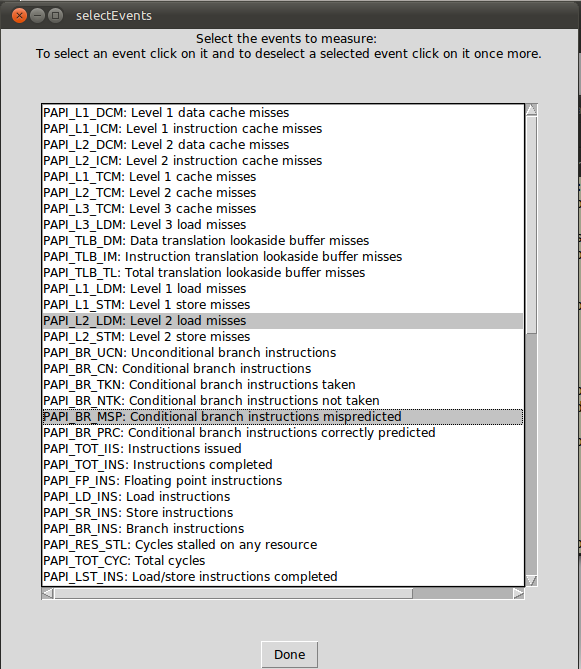 selectEvents
Select the events to measure:
To select an event click on it and to deselect a selected event click on it once more.
PAPI_L1_DCM: Level 1 data cache misses
PAPI_L1_ICM: Level 1 instruction cache misses
PAPI_L2_DCM: Level 2 data cache misses
PAPI_L2_ICM: Level 2 instruction cache misses
PAPI_L1_TCM: Level 1 cache misses
PAPI_L2_TCM: Level 2 cache misses
PAPI_L3_TCM: Level 3 cache misses
PAPI_L3_LDM: Level 3 load misses
PAPI_TLB_DM: Data translation lookaside buffer misses
PAPI_TLB_IM: Instruction translation lookaside buffer misses
PAPI_TLB_TL: Total translation lookaside buffer misses
PAPI_L1_LDM: Level 1 load misses
PAPI_L1_STM: Level 1 store misses
PAPI_L2_LDM: Level 2 load misses
PAPI_L2_STM: Level 2 store misses
PAPI_BR_UCN: Unconditional branch instructions
PAPI_BR_CN: Conditional branch instructions
PAPI_BR_TKN: Conditional branch instructions taken
PAPI_BR_NTK: Conditional branch instructions not taken
PAPI_BR_MSP: Conditional branch instructions mispredicted
PAPI_BR_PRC: Conditional branch instructions correctly predicted
PAPI_TOT_IIS: Instructions issued
PAPI_TOT_INS: Instructions completed
PAPI_FP_INS: Floating point instructions
PAPI_LD_INS: Load instructions
PAPI_SR_INS: Store instructions
PAPI_BR_INS: Branch instructions
PAPI_RES_STL: Cycles stalled on any resource
PAPI_TOT_CYC: Total cycles
PAPI_LST_INS: Load/store instructions completed
Done